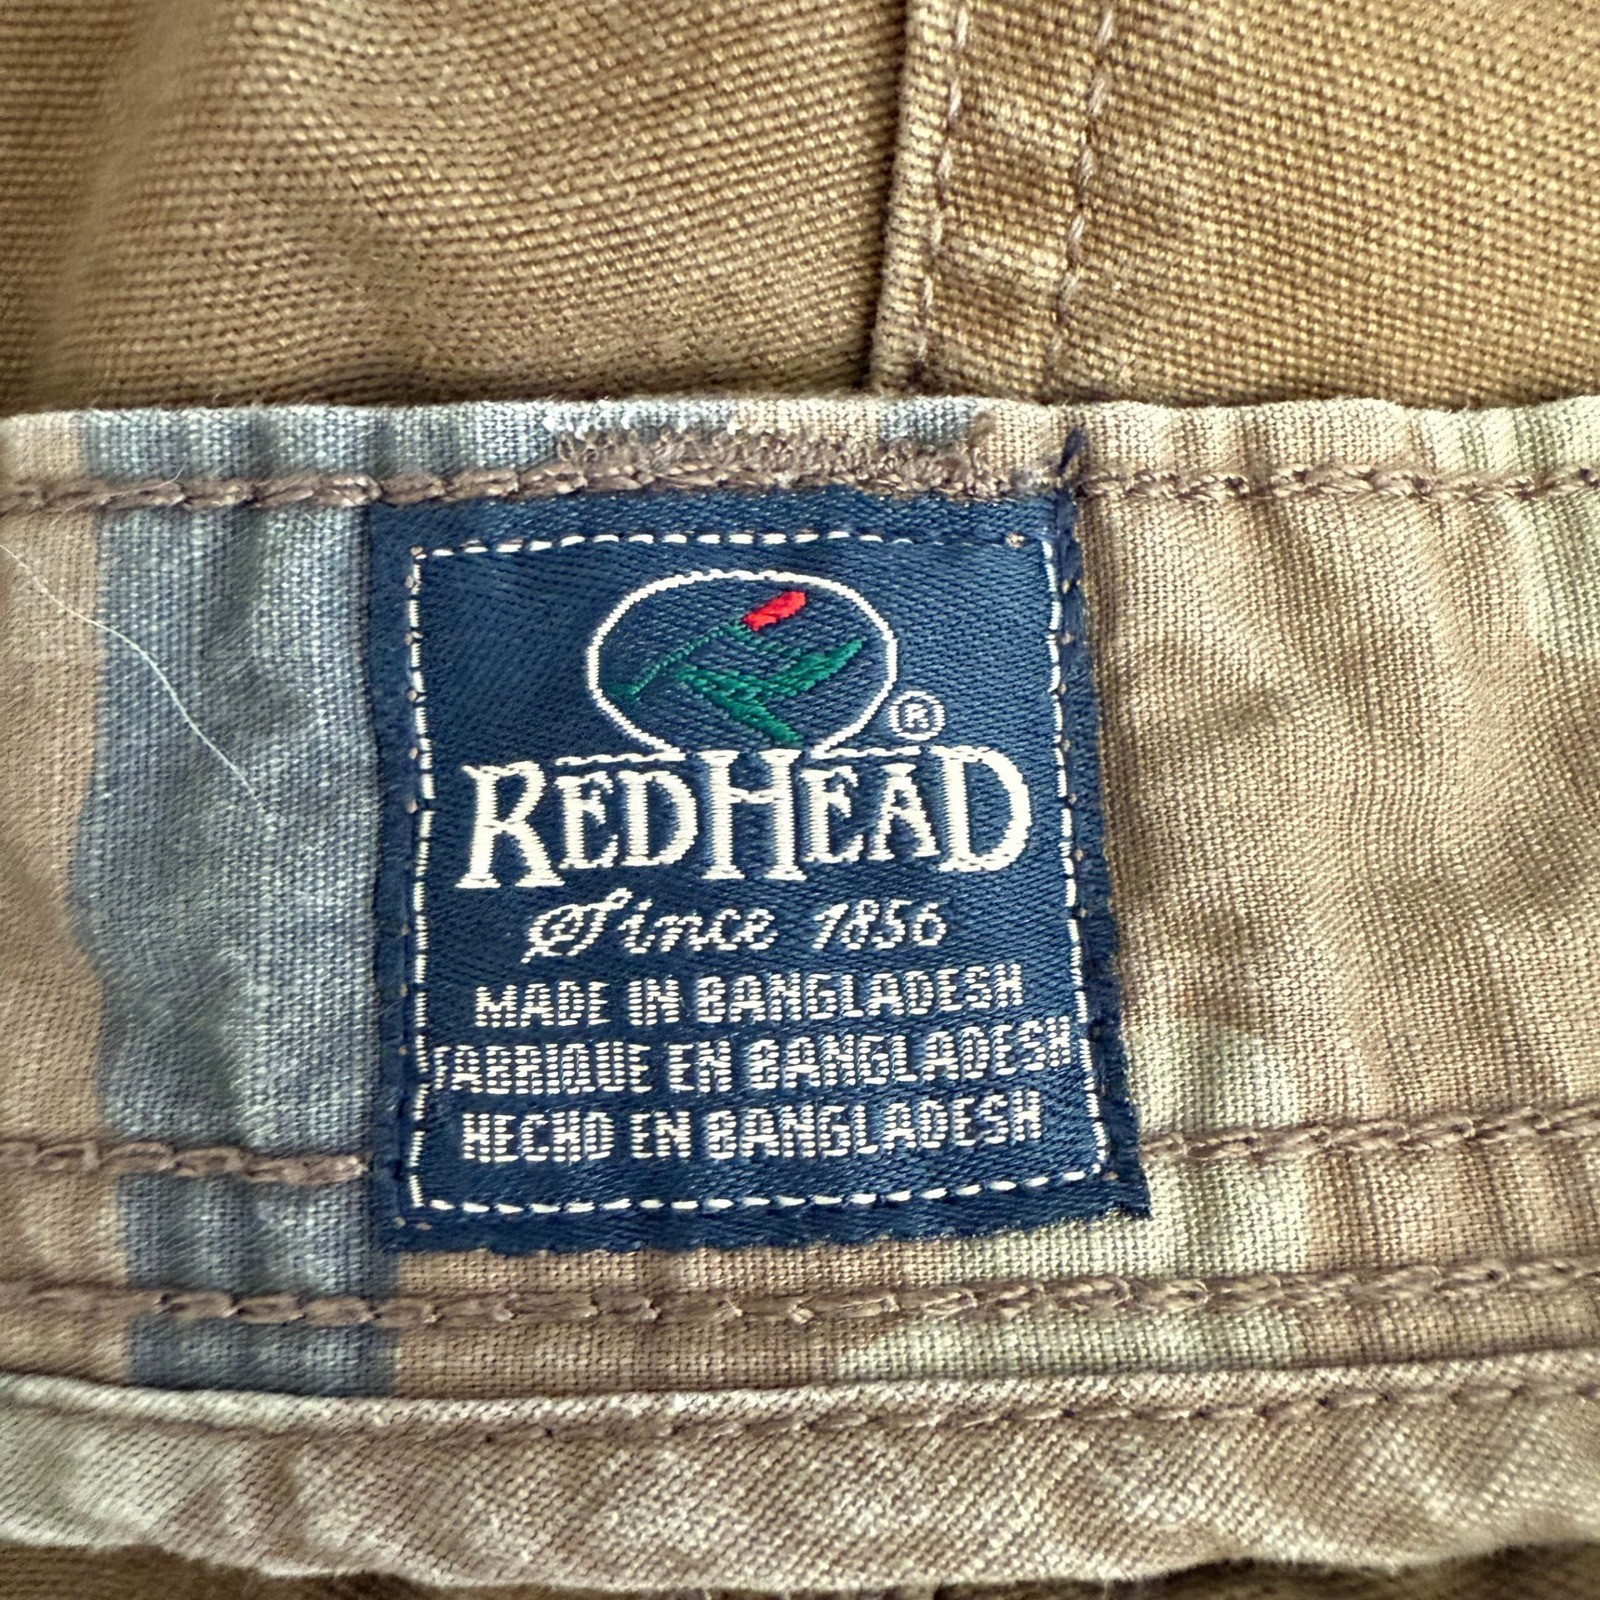 ®
REDHEAD
Since 1856
MADE IN BANGLADESH
FABRIQUE EN BANGLADESH
HECHO EN BANGLADESH